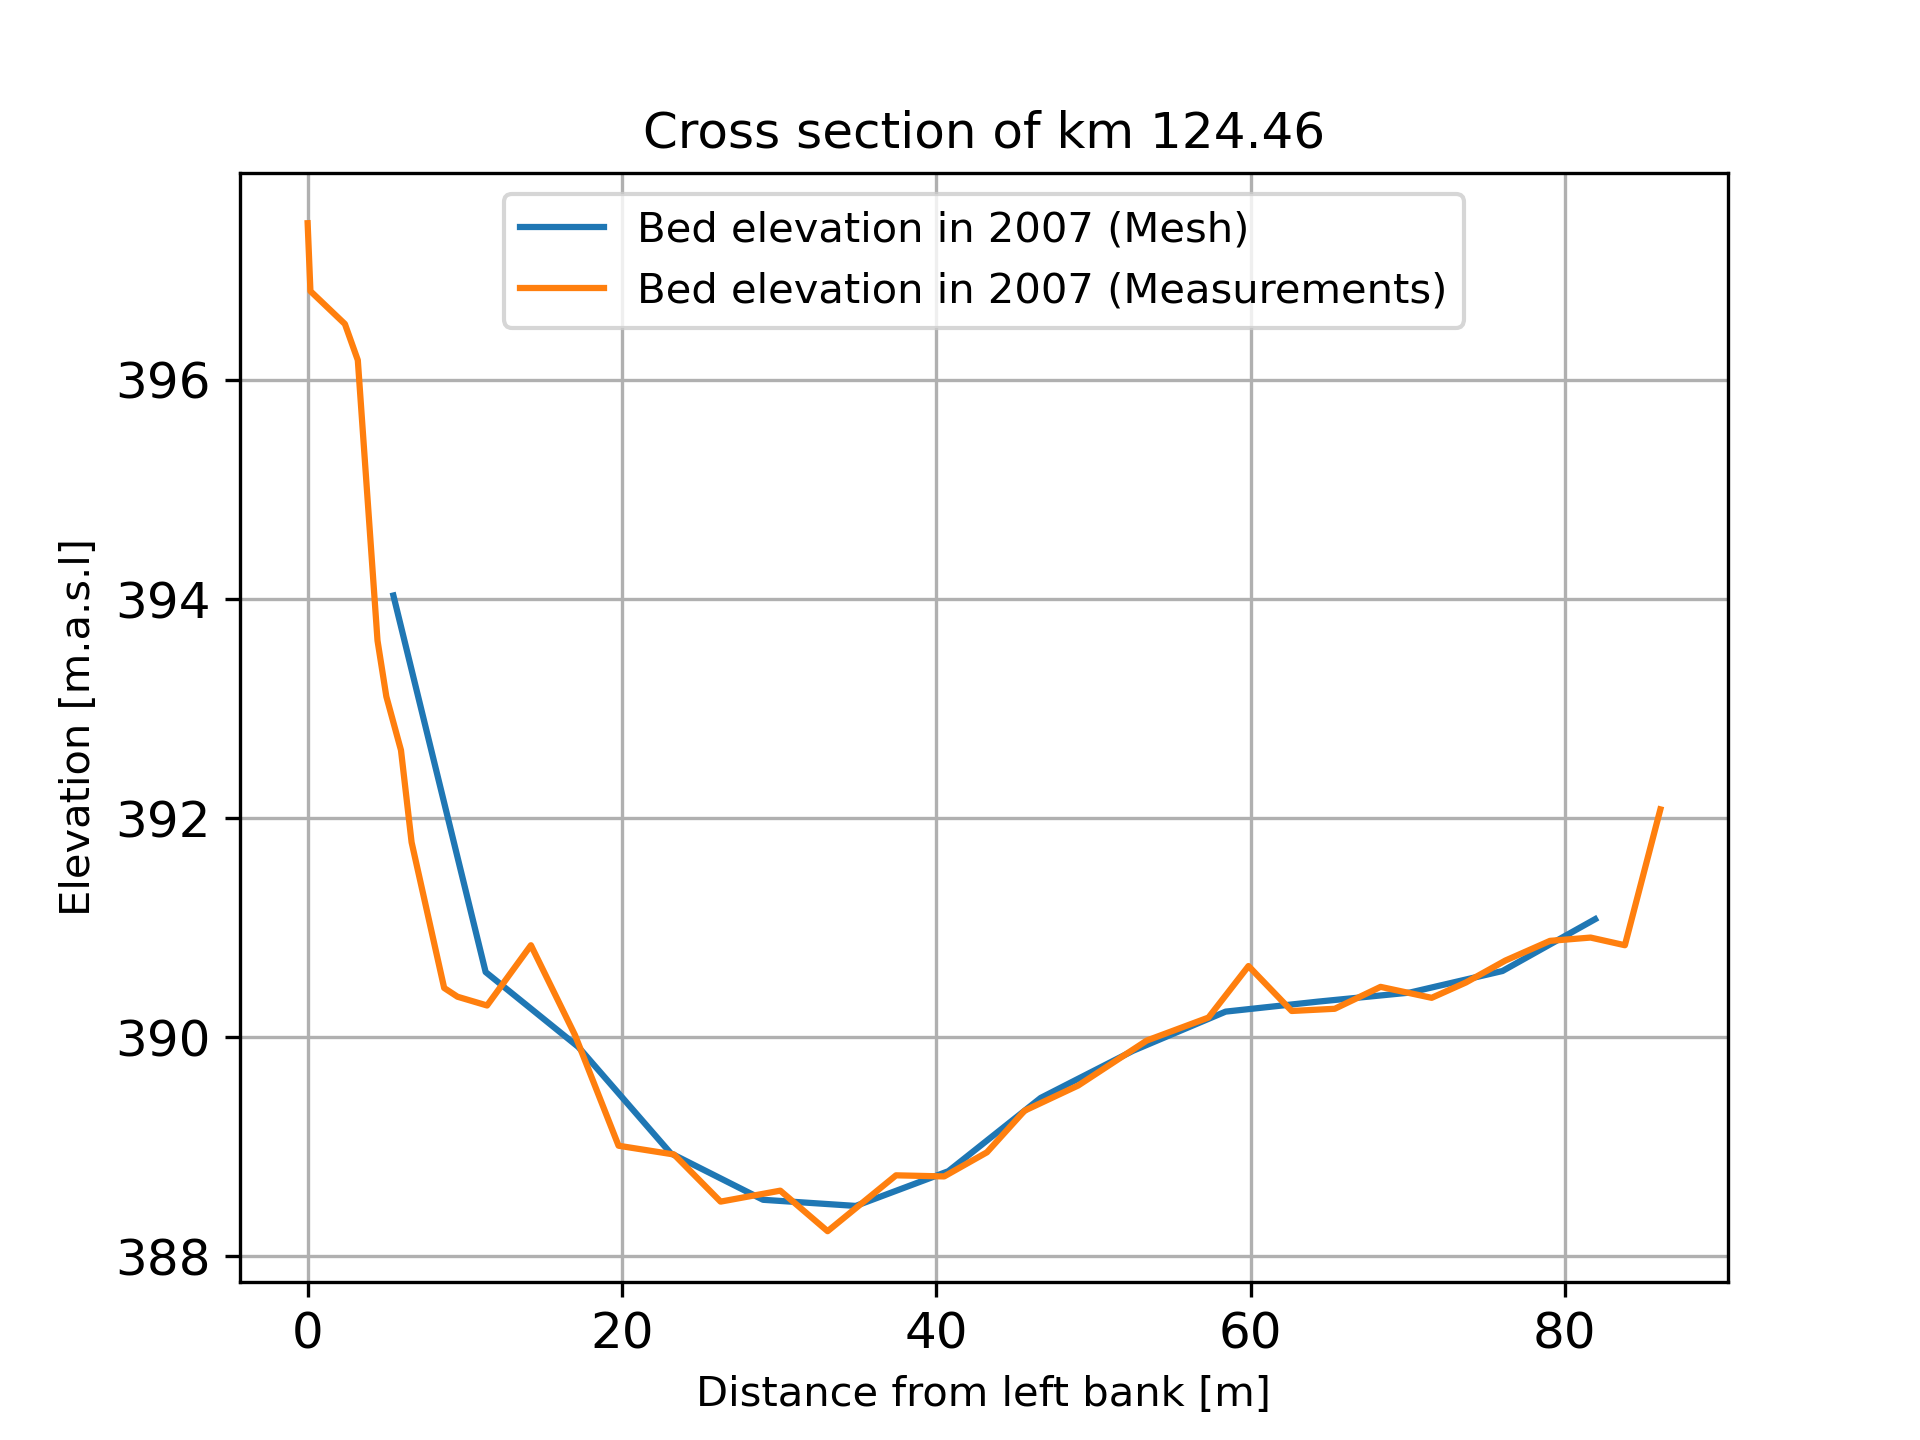 Cross section of km 124.46
Bed elevation in 2007 (Mesh)
Bed elevation in 2007 (Measurements)
Elevation [m.a.s.l]
396
394
392
390
388
0 20 40 60 80
Distance from left bank [m]